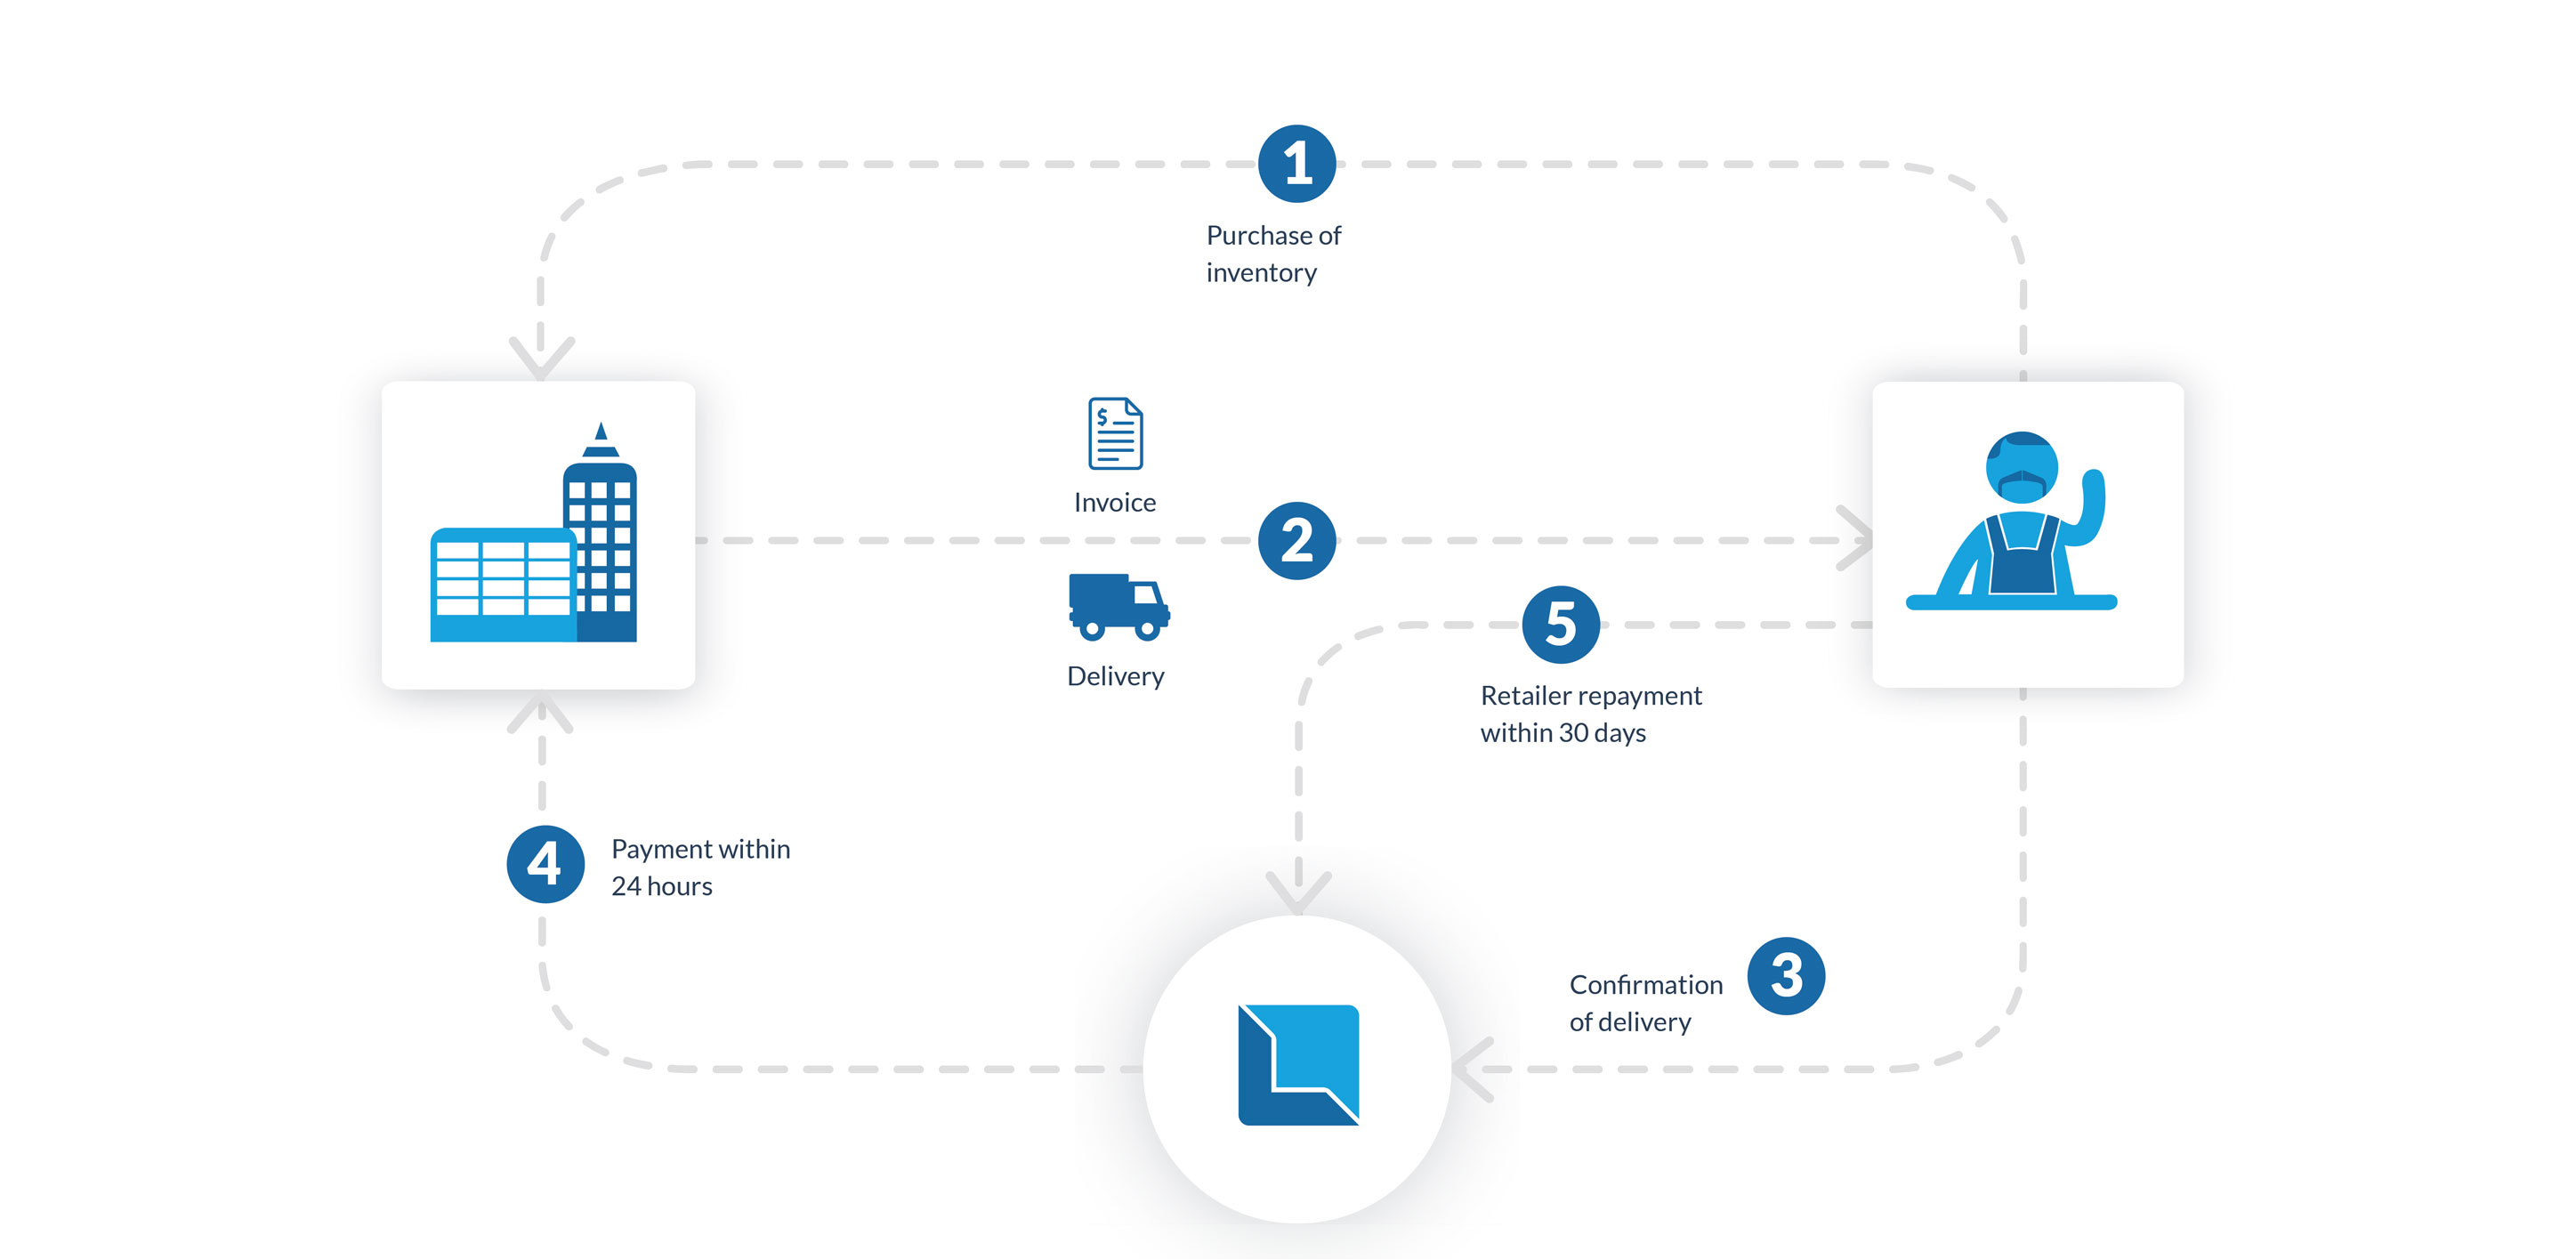 1
Purchase of
inventory
$
Invoice
2
Delivery
5
Retailer repayment
within 30 days
4
Payment within
24 hours
3
Confirmation
of delivery